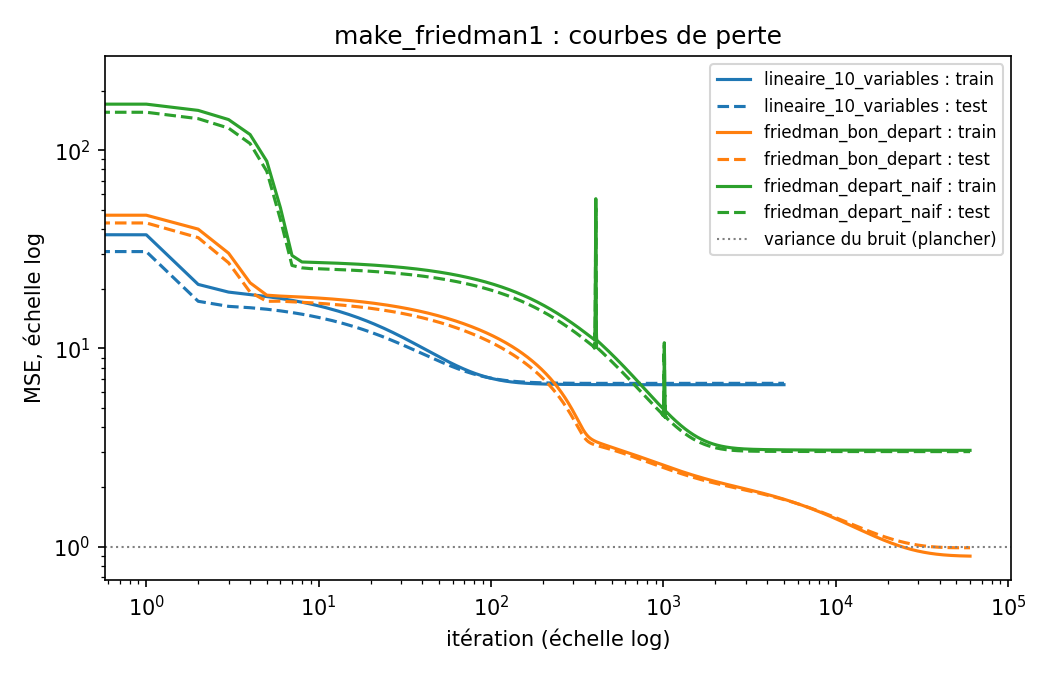 make_friedman1 : courbes de perte
MSE, échelle log
10²
10¹
10⁰
lineaire_10_variables : train
lineaire_10_variables : test
friedman_bon_depart : train
friedman_bon_depart : test
friedman_depart_naif : train
friedman_depart_naif : test
variance du bruit (plancher)
10⁰ 10¹ 10² 10³ 10⁴ 10⁵
itération (échelle log)